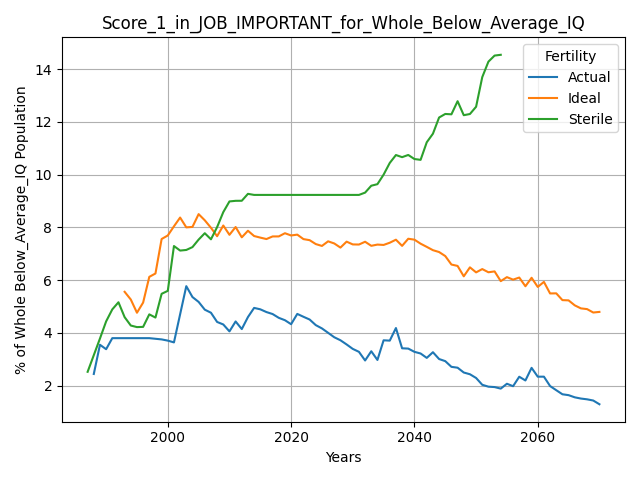 Score_1_in_JOB_IMPORTANT_for_Whole_Below_Average_IQ
% of Whole Below_Average_IQ Population
14
12
10
8
6
4
2
Fertility
Actual
Ideal
Sterile
2000
2020
2040
2060
Years